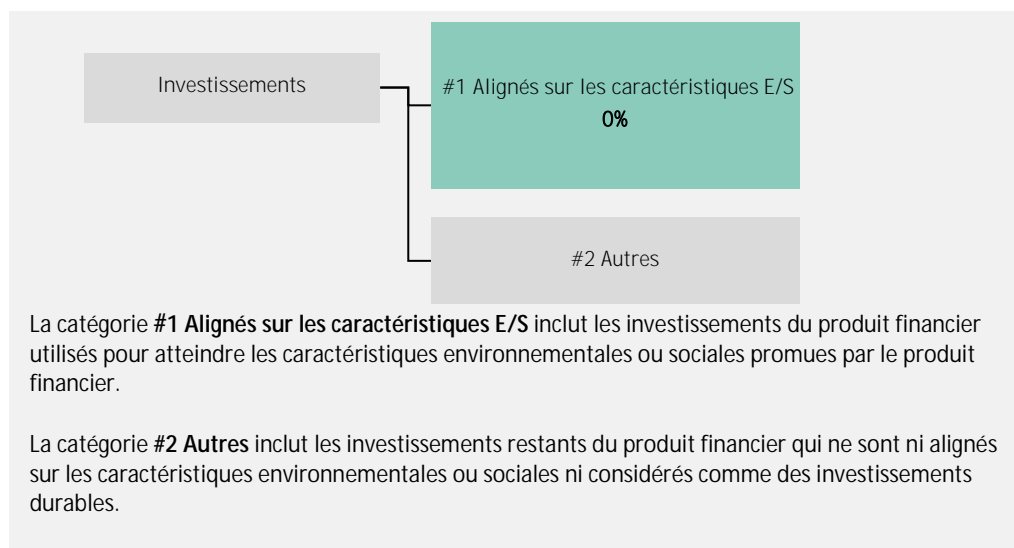 Investissements
#1 Alignés sur les caractéristiques E/S
0%
#2 Autres
La catégorie #1 Alignés sur les caractéristiques E/S inclut les investissements du produit financier
utilisés pour atteindre les caractéristiques environnementales ou sociales promues par le produit
financier.
La catégorie #2 Autres inclut les investissements restants du produit financier qui ne sont ni alignés
sur les caractéristiques environnementales ou sociales ni considérés comme des investissements
durables.